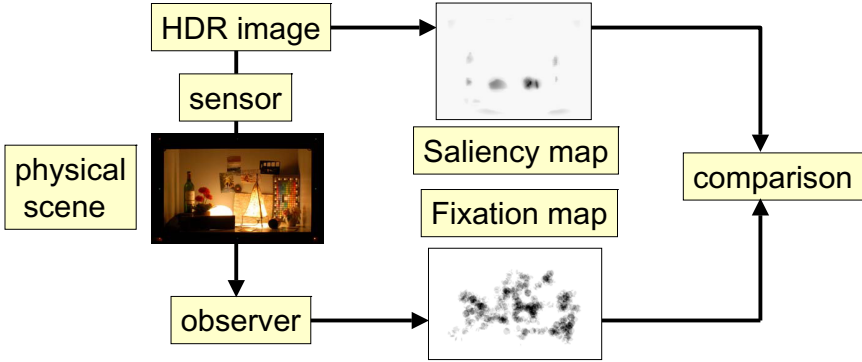 HDR image
sensor
physical
scene
Saliency map
Fixation map
comparison
observer